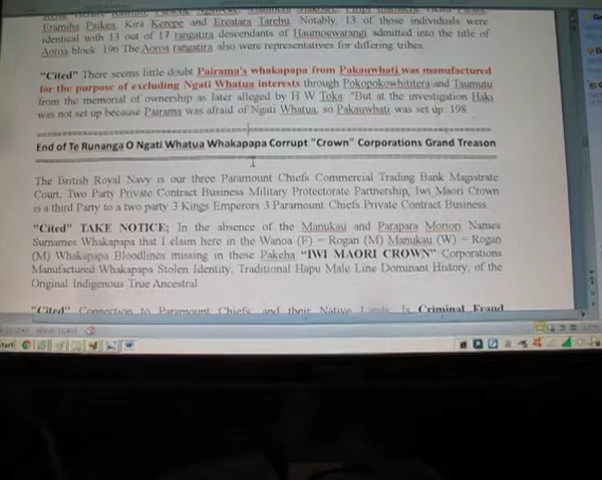 Eramiha Paikea, Kira Kerepe and Erestara Tarehu. Notably, 13 of those individuals were
identical with 13 out of 17 rangatira descendants of Haumoewarangi admitted into the title of
Aoroa block. 196 The Aoroa rangatira also were representatives for differing tribes.
"Cited" There seems little doubt Pairama's whakapapa from Pakauwhati was manufactured
for the purpose of excluding Ngati Whatua interests through Pokopokowhititera and Taumutu
from the memorial of ownership as later alleged by H W Toka: "But at the investigation Haki
was not set up because Pairama was afraid of Ngati Whatua, so Pakauwhati was set up. 198
End of Te Runanga O Ngati Whatua Whakapapa Corrupt "Crown" Corporations Grand Treason
The British Royal Navy is our three Paramount Chiefs Commercial Trading Bank Magistrate
Court, Two Party Private Contract Business Military Protectorate Partnership, Iwi Maori Crown
is a third Party to a two party 3 Kings Emperors 3 Paramount Chiefs Private Contract Business
"Cited" TAKE NOTICE; In the absence of the Manukau and Parapara Morion Names
Surnames Whakapapa that I claim here in the Wanoa (F) – Rogan (M) Manukau (W) – Rogan
(M) Whakapapa Bloodlines missing in these Pakeha "IWI MAORI CROWN" Corporations
Manufactured Whakapapa Stolen Identity, Traditional Hapu Male Line Dominant History, of the
Original Indigenous True Ancestral
"Cited" Connection to Paramount Chiefs and their Native Lands. Is Criminal Fraud